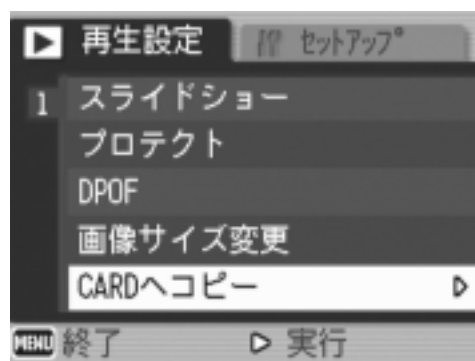 再生設定 セットアップ
1 スライドショー
プロテクト
DPOF
画像サイズ変更
CARDへコピー
MENU 終了 実行